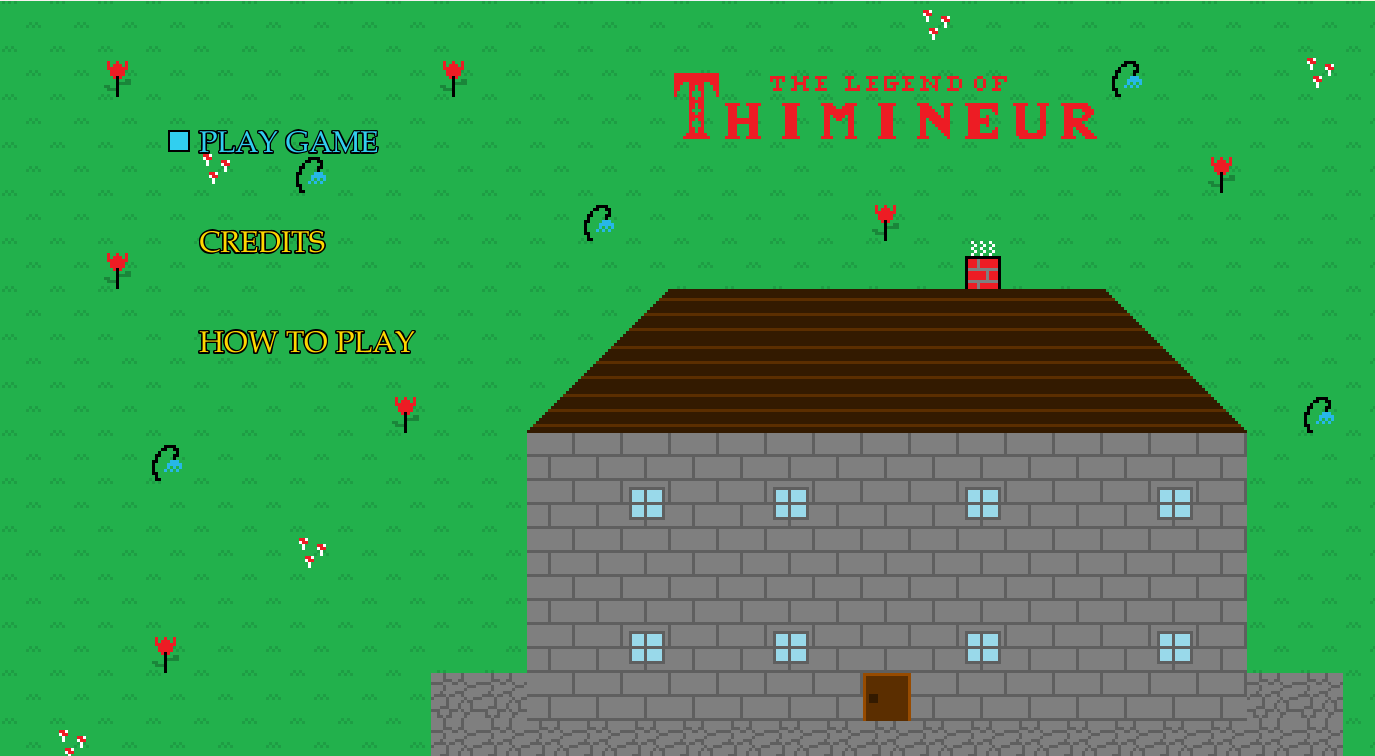 THE LEGEND OF
THIMINEUR
PLAY GAME
CREDITS
HOW TO PLAY